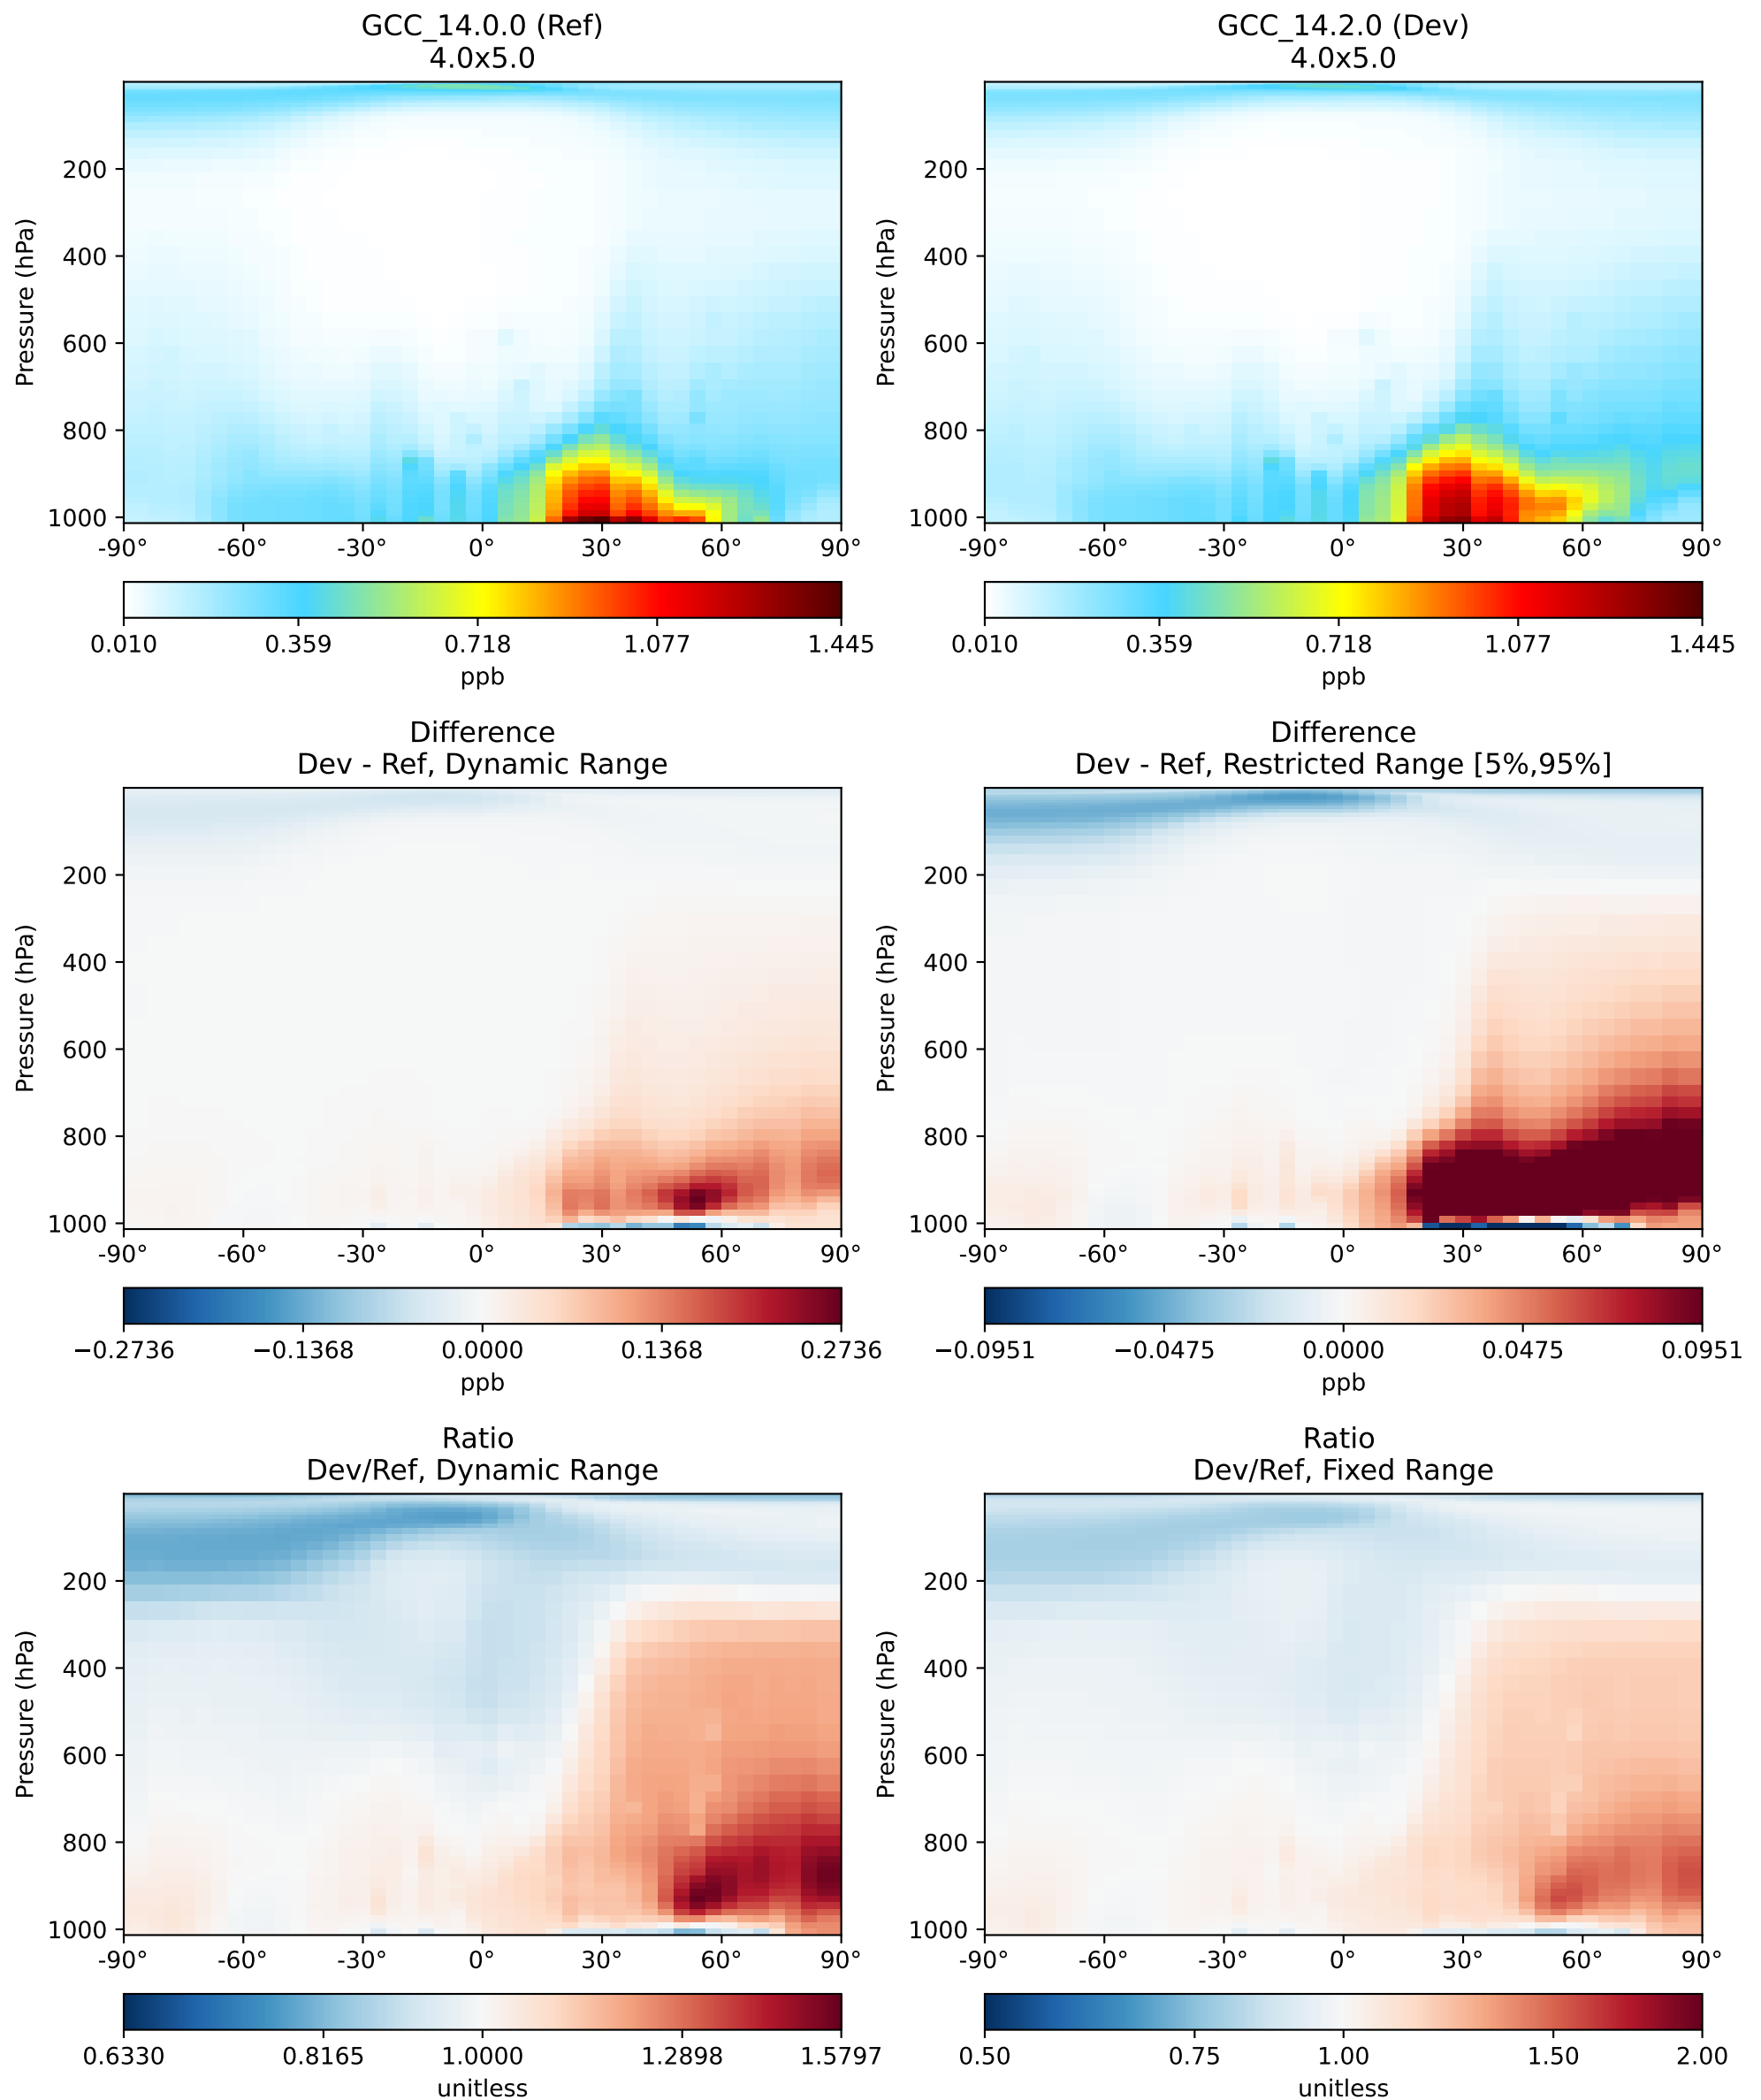 GCC_14.0.0 (Ref)
4.0x5.0
Pressure (hPa)
200
400
600
800
1000
-90° -60° -30° 0° 30° 60° 90°
0.010 0.359 0.718 1.077 1.445
ppb
GCC_14.2.0 (Dev)
4.0x5.0
Pressure (hPa)
200
400
600
800
1000
-90° -60° -30° 0° 30° 60° 90°
0.010 0.359 0.718 1.077 1.445
ppb
Difference
Dev - Ref, Dynamic Range
Pressure (hPa)
200
400
600
800
1000
-90° -60° -30° 0° 30° 60° 90°
−0.2736 −0.1368 0.0000 0.1368 0.2736
ppb
Difference
Dev - Ref, Restricted Range [5%,95%]
Pressure (hPa)
200
400
600
800
1000
-90° -60° -30° 0° 30° 60° 90°
−0.0951 −0.0475 0.0000 0.0475 0.0951
ppb
Ratio
Dev/Ref, Dynamic Range
Pressure (hPa)
200
400
600
800
1000
-90° -60° -30° 0° 30° 60° 90°
0.6330 0.8165 1.0000 1.2898 1.5797
unitless
Ratio
Dev/Ref, Fixed Range
Pressure (hPa)
200
400
600
800
1000
-90° -60° -30° 0° 30° 60° 90°
0.50 0.75 1.00 1.50 2.00
unitless